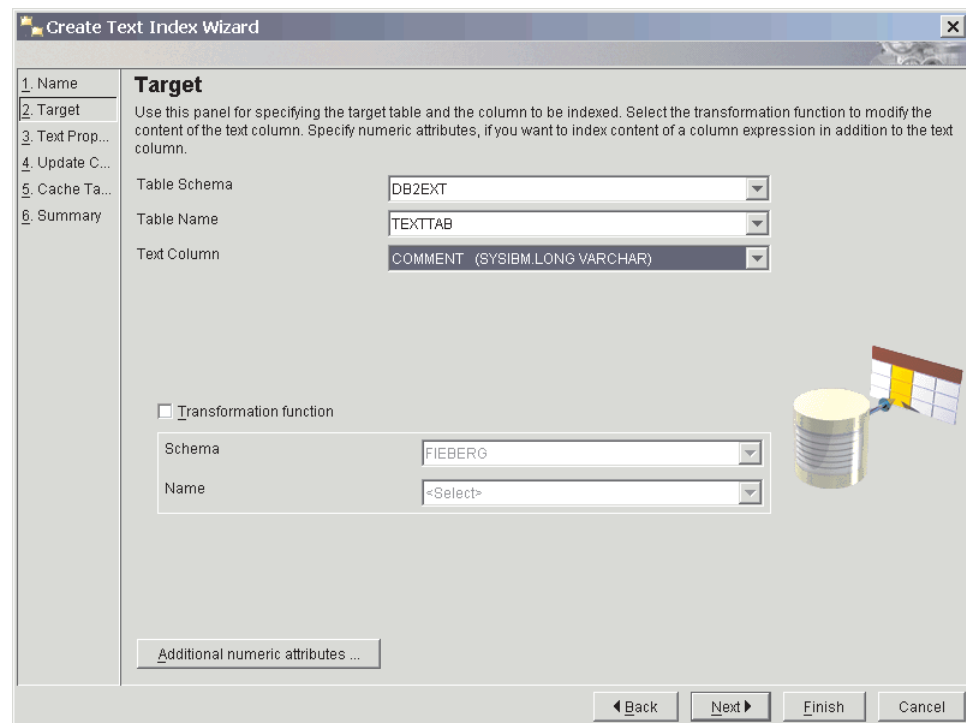 Create Text Index Wizard
1. Name
2. Target
3. Text Prop...
4. Update C...
5. Cache Ta...
6. Summary
Target
Use this panel for specifying the target table and the column to be indexed. Select the transformation function to modify the
content of the text column. Specify numeric attributes, if you want to index content of a column expression in addition to the text
column.
Table Schema
DB2EXT
Table Name
TEXTTAB
Text Column
COMMENT (SYSIBM.LONG VARCHAR)
Transformation function
Schema
FIEBERG
Name
<Select>
Additional numeric attributes ...
Back
Next
Finish
Cancel